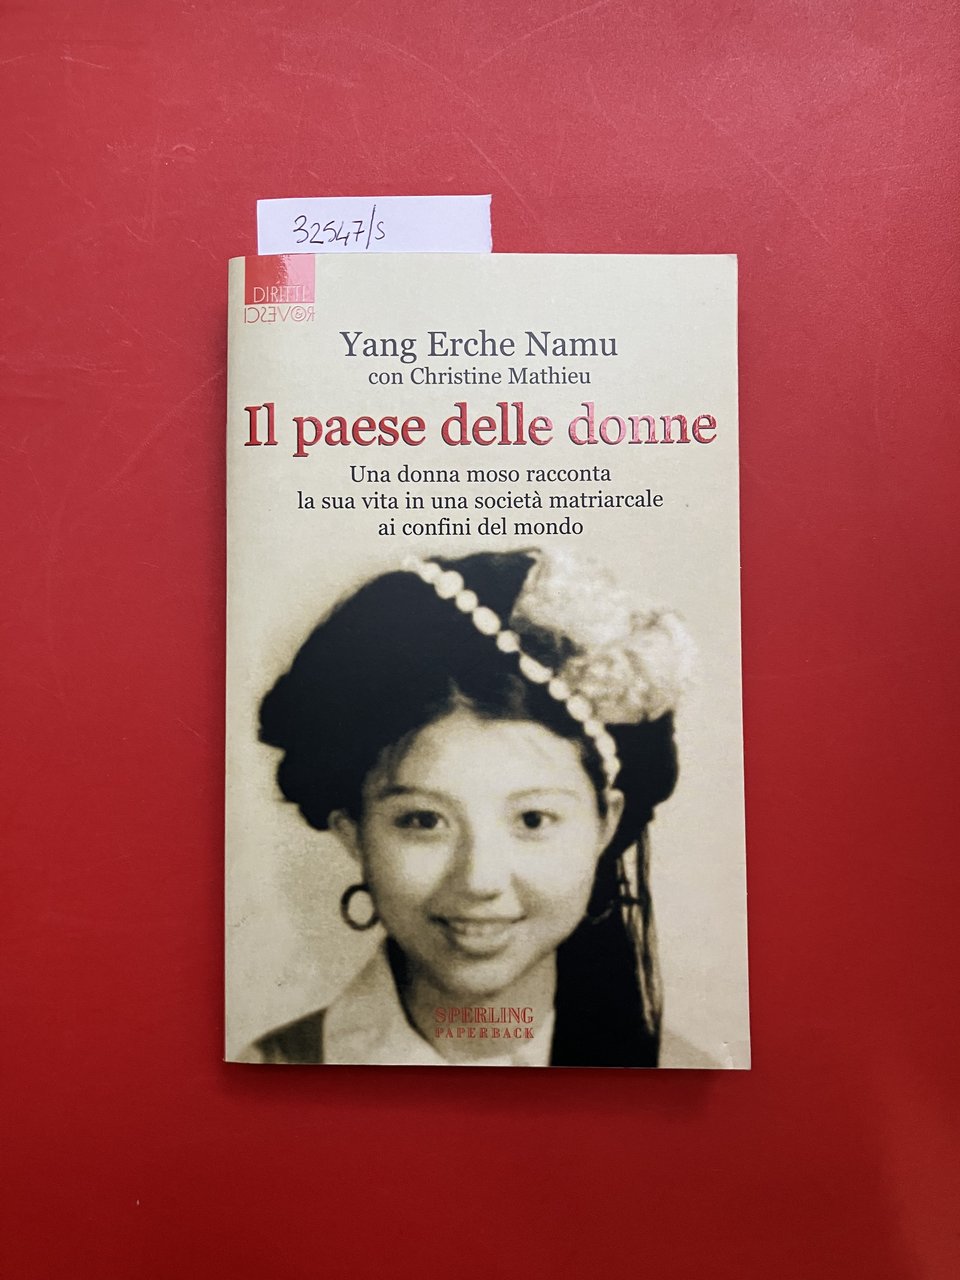 32547/s
DIRITTI
R&OVESCI
Yang Erche Namu
con Christine Mathieu
Il paese delle donne
Una donna moso racconta
la sua vita in una società matriarcale
ai confini del mondo
SPERLING
PAPERBACK